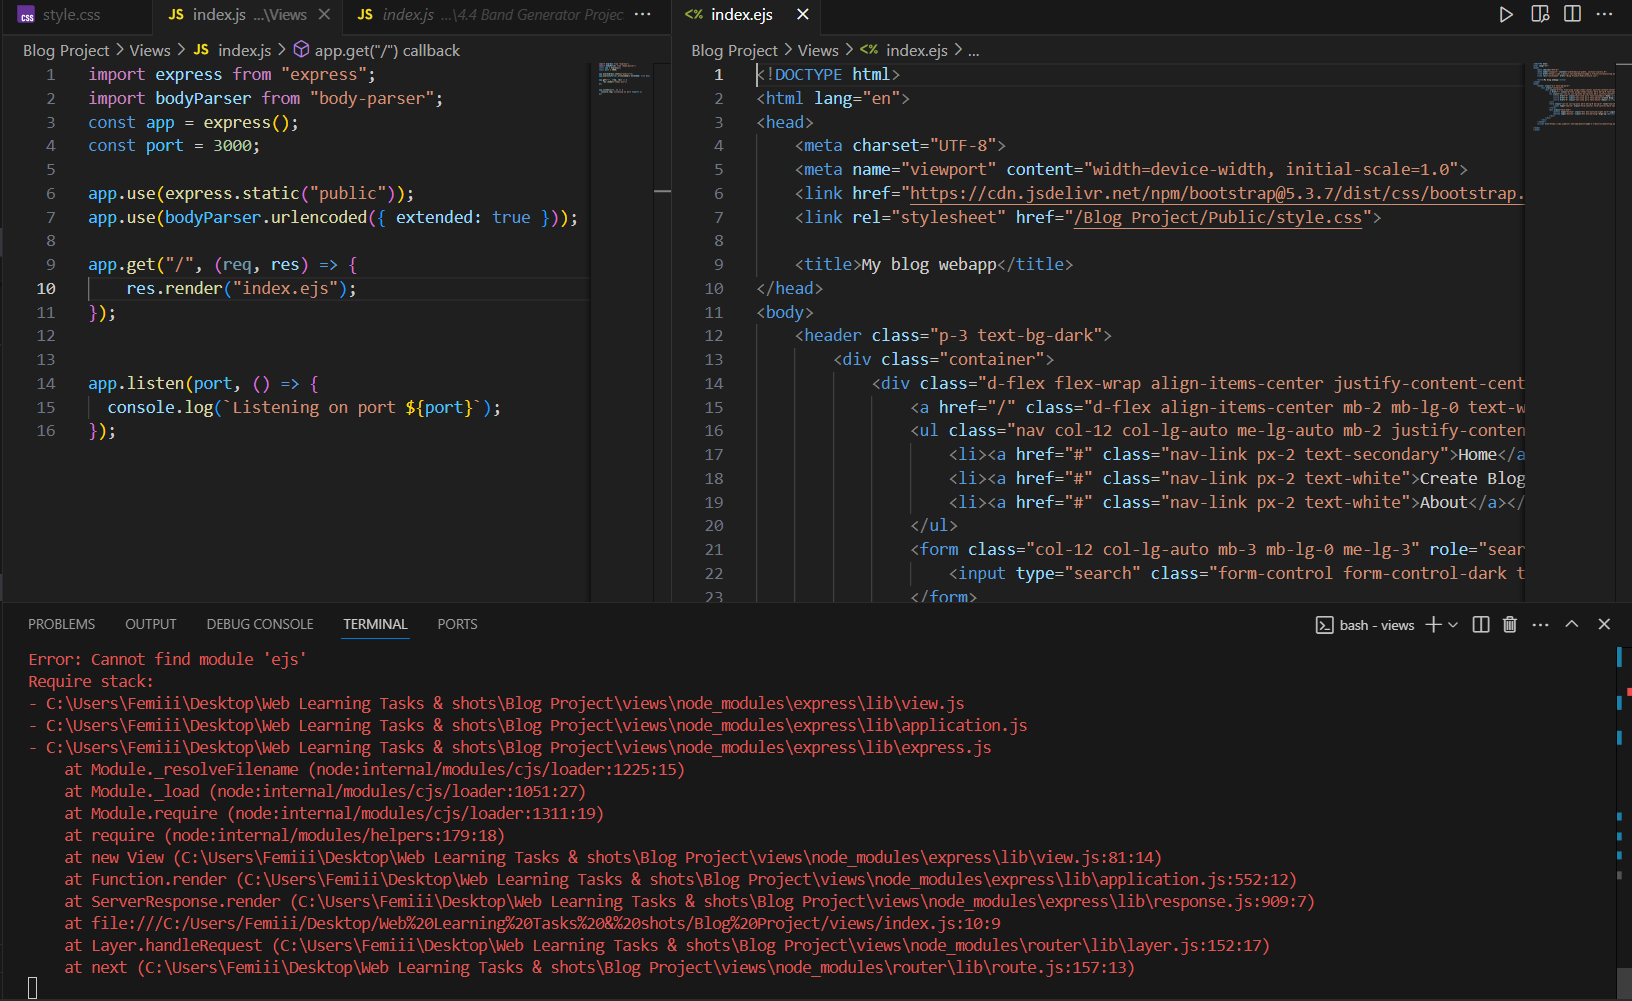 style.css
JS index.js ...\Views
JS index.js ...\4.4 Band Generator Projec
<% index.ejs
Blog Project > Views > JS index.js > app.get("/") callback
1 import express from "express";
2 import bodyParser from "body-parser";
3 const app = express();
4 const port = 3000;
5
6 app.use(express.static("public"));
7 app.use(bodyParser.urlencoded({ extended: true }));
8
9 app.get("/", (req, res) => {
10 res.render("index.ejs");
11 });
12
13
14 app.listen(port, () => {
15 console.log(`Listening on port ${port}`);
16 });
Blog Project > Views > <% index.ejs > ...
1 <!DOCTYPE html>
2 <html lang="en">
3 <head>
4 <meta charset="UTF-8">
5 <meta name="viewport" content="width=device-width, initial-scale=1.0">
6 <link href="https://cdn.jsdelivr.net/npm/bootstrap@5.3.7/dist/css/bootstrap.
7 <link rel="stylesheet" href="/Blog Project/Public/style.css">
8
9 <title>My blog webapp</title>
10 </head>
11 <body>
12 <header class="p-3 text-bg-dark">
13 <div class="container">
14 <div class="d-flex flex-wrap align-items-center justify-content-cent
15 <a href="/" class="d-flex align-items-center mb-2 mb-lg-0 text-w
16 <ul class="nav col-12 col-lg-auto me-lg-auto mb-2 justify-conten
17 <li><a href="#" class="nav-link px-2 text-secondary">Home</a
18 <li><a href="#" class="nav-link px-2 text-white">Create Blog
19 <li><a href="#" class="nav-link px-2 text-white">About</a></
20 </ul>
21 <form class="col-12 col-lg-auto mb-3 mb-lg-0 me-lg-3" role="sear
22 <input type="search" class="form-control form-control-dark t
23 </form>
PROBLEMS OUTPUT DEBUG CONSOLE TERMINAL PORTS
bash - views
Error: Cannot find module 'ejs'
Require stack:
- C:\Users\Femiii\Desktop\Web Learning Tasks & shots\Blog Project\views\node_modules\express\lib\view.js
- C:\Users\Femiii\Desktop\Web Learning Tasks & shots\Blog Project\views\node_modules\express\lib\application.js
- C:\Users\Femiii\Desktop\Web Learning Tasks & shots\Blog Project\views\node_modules\express\lib\express.js
at Module._resolveFilename (node:internal/modules/cjs/loader:1225:15)
at Module._load (node:internal/modules/cjs/loader:1051:27)
at Module.require (node:internal/modules/cjs/loader:1311:19)
at require (node:internal/modules/helpers:179:18)
at new View (C:\Users\Femiii\Desktop\Web Learning Tasks & shots\Blog Project\views\node_modules\express\lib\view.js:81:14)
at Function.render (C:\Users\Femiii\Desktop\Web Learning Tasks & shots\Blog Project\views\node_modules\express\lib\application.js:552:12)
at ServerResponse.render (C:\Users\Femiii\Desktop\Web Learning Tasks & shots\Blog Project\views\node_modules\express\lib\response.js:909:7)
at file:///C:/Users/Femiii/Desktop/Web%20Learning%20Tasks%20&%20shots/Blog%20Project/views/index.js:10:9
at Layer.handleRequest (C:\Users\Femiii\Desktop\Web Learning Tasks & shots\Blog Project\views\node_modules\router\lib\layer.js:152:17)
at next (C:\Users\Femiii\Desktop\Web Learning Tasks & shots\Blog Project\views\node_modules\router\lib\route.js:157:13)